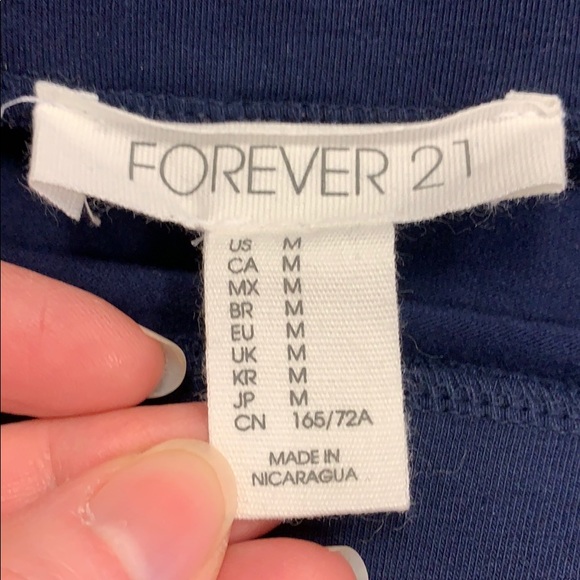 FOREVER 21
US M
CA M
MX M
BR M
EU M
UK M
KR M
JP M
CN 165/72A
MADE IN
NICARAGUA